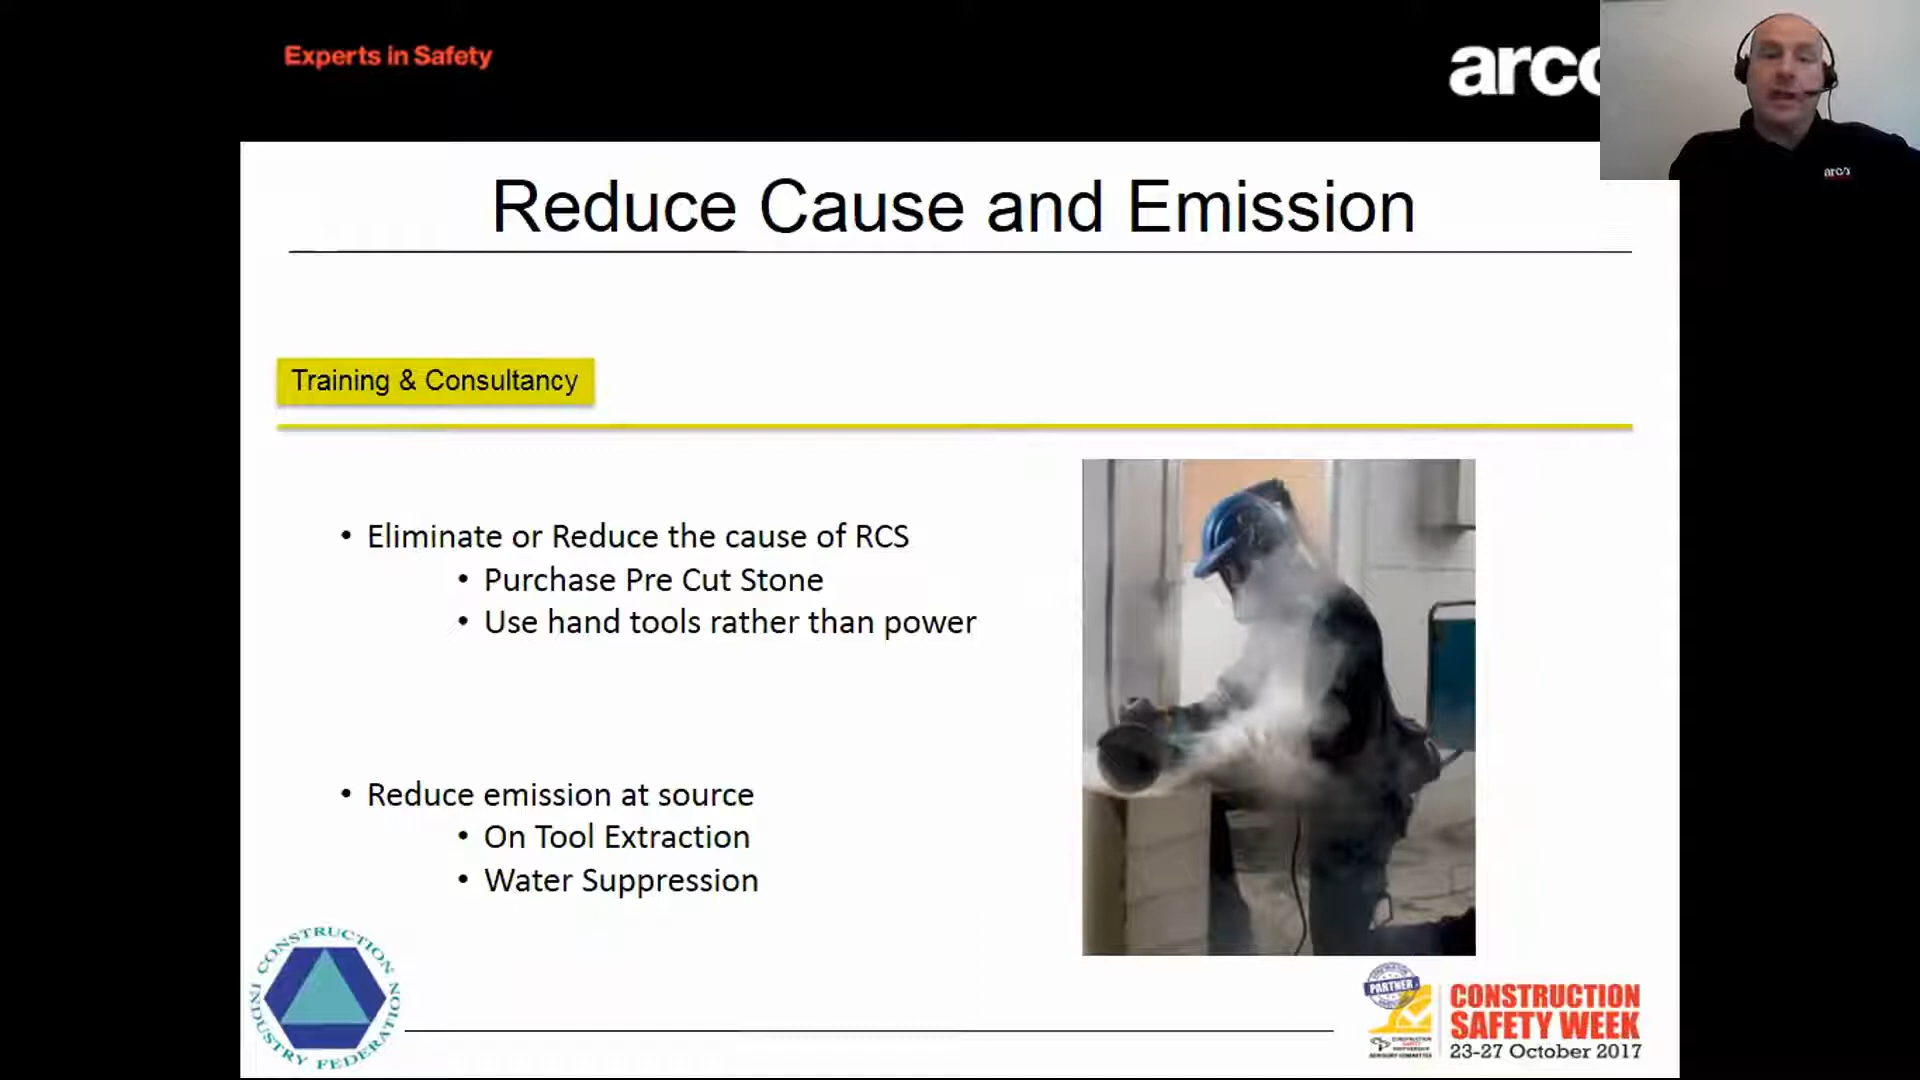 Experts in Safety
arco
arco
Reduce Cause and Emission
Training & Consultancy
• Eliminate or Reduce the cause of RCS
• Purchase Pre Cut Stone
• Use hand tools rather than power
• Reduce emission at source
• On Tool Extraction
• Water Suppression
CONSTRUCTION INDUSTRY FEDERATION
PARTNER
CONSTRUCTION
SAFETY WEEK
23-27 October 2017